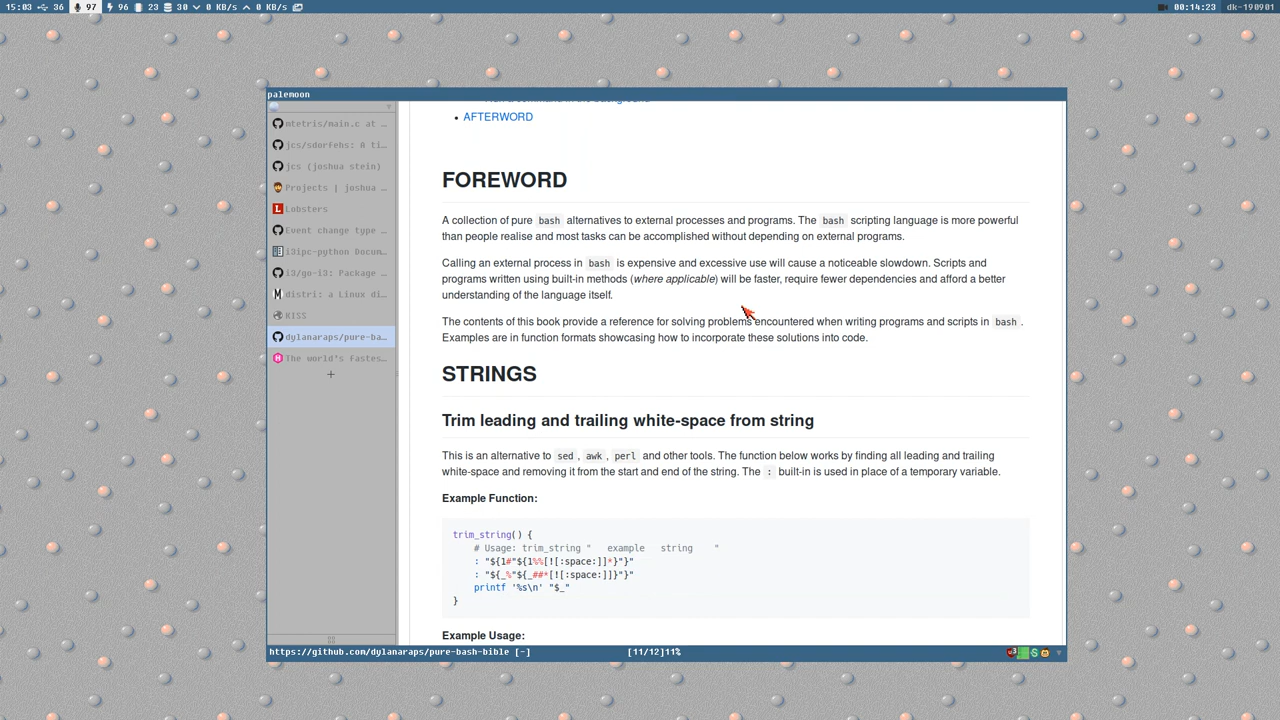 15:03 36 97 96 23 30 0 KB/s 0 KB/s
00:14:23 dk-190901
palemoon
mtetris/main.c at …
jcs/sdorfehs: A ti…
jcs (joshua stein)
Projects | joshua …
Lobsters
Event change type …
i3ipc-python Docum…
i3/go-i3: Package …
distri: a Linux di…
KISS
dylanaraps/pure-ba…
The world's fastes…
+
• AFTERWORD
FOREWORD
A collection of pure bash alternatives to external processes and programs. The bash scripting language is more powerful
than people realise and most tasks can be accomplished without depending on external programs.
Calling an external process in bash is expensive and excessive use will cause a noticeable slowdown. Scripts and
programs written using built-in methods (where applicable) will be faster, require fewer dependencies and afford a better
understanding of the language itself.
The contents of this book provide a reference for solving problems encountered when writing programs and scripts in bash .
Examples are in function formats showcasing how to incorporate these solutions into code.
STRINGS
Trim leading and trailing white-space from string
This is an alternative to sed , awk , perl and other tools. The function below works by finding all leading and trailing
white-space and removing it from the start and end of the string. The : built-in is used in place of a temporary variable.
Example Function:
trim_string() {
# Usage: trim_string "   example   string    "
: "${1#"${1%%[![:space:]]*}"}"
: "${_%"${_##*[![:space:]]}"}"
printf '%s\n' "$_"
}
Example Usage:
https://github.com/dylanaraps/pure-bash-bible [-] [11/12]11%